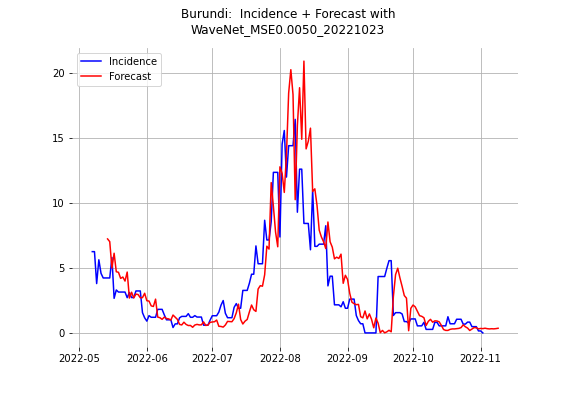 Burundi:  Incidence + Forecast with
WaveNet_MSE0.0050_20221023
Incidence
Forecast
20
15
10
5
0
2022-05 2022-06 2022-07 2022-08 2022-09 2022-10 2022-11